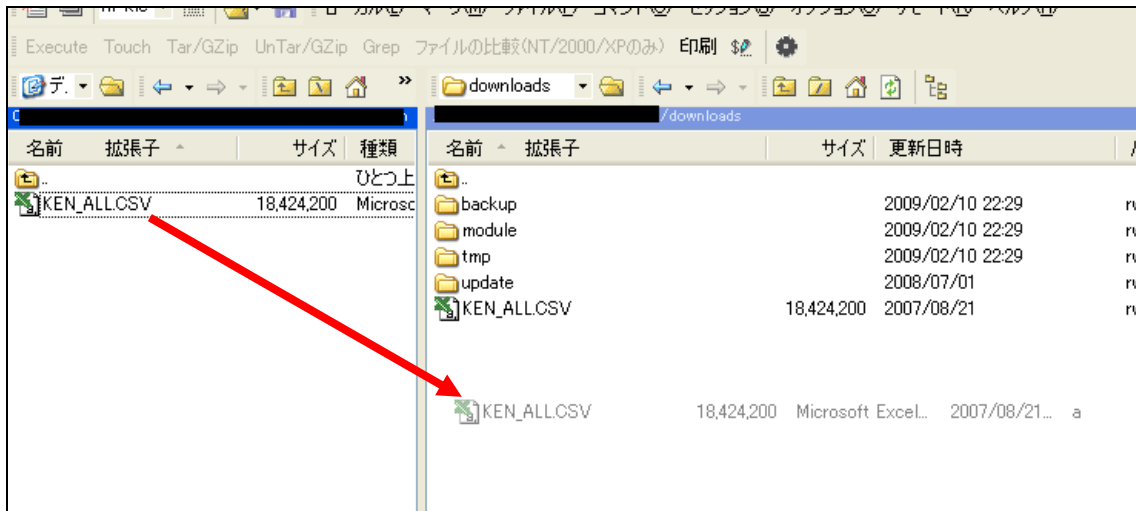 Execute Touch Tar/GZip UnTar/GZip Grep ファイルの比較(NT/2000/XPのみ) 印刷
デ. » downloads
/downloads
名前 拡張子 サイズ 種類 名前 拡張子 サイズ 更新日時
.. ひとつ上 ..
KEN_ALL.CSV 18,424,200 Microsc backup 2009/02/10 22:29
module 2009/02/10 22:29
tmp 2009/02/10 22:29
update 2008/07/01
KEN_ALL.CSV 18,424,200 2007/08/21
KEN_ALL.CSV 18,424,200 Microsoft Excel... 2007/08/21... a